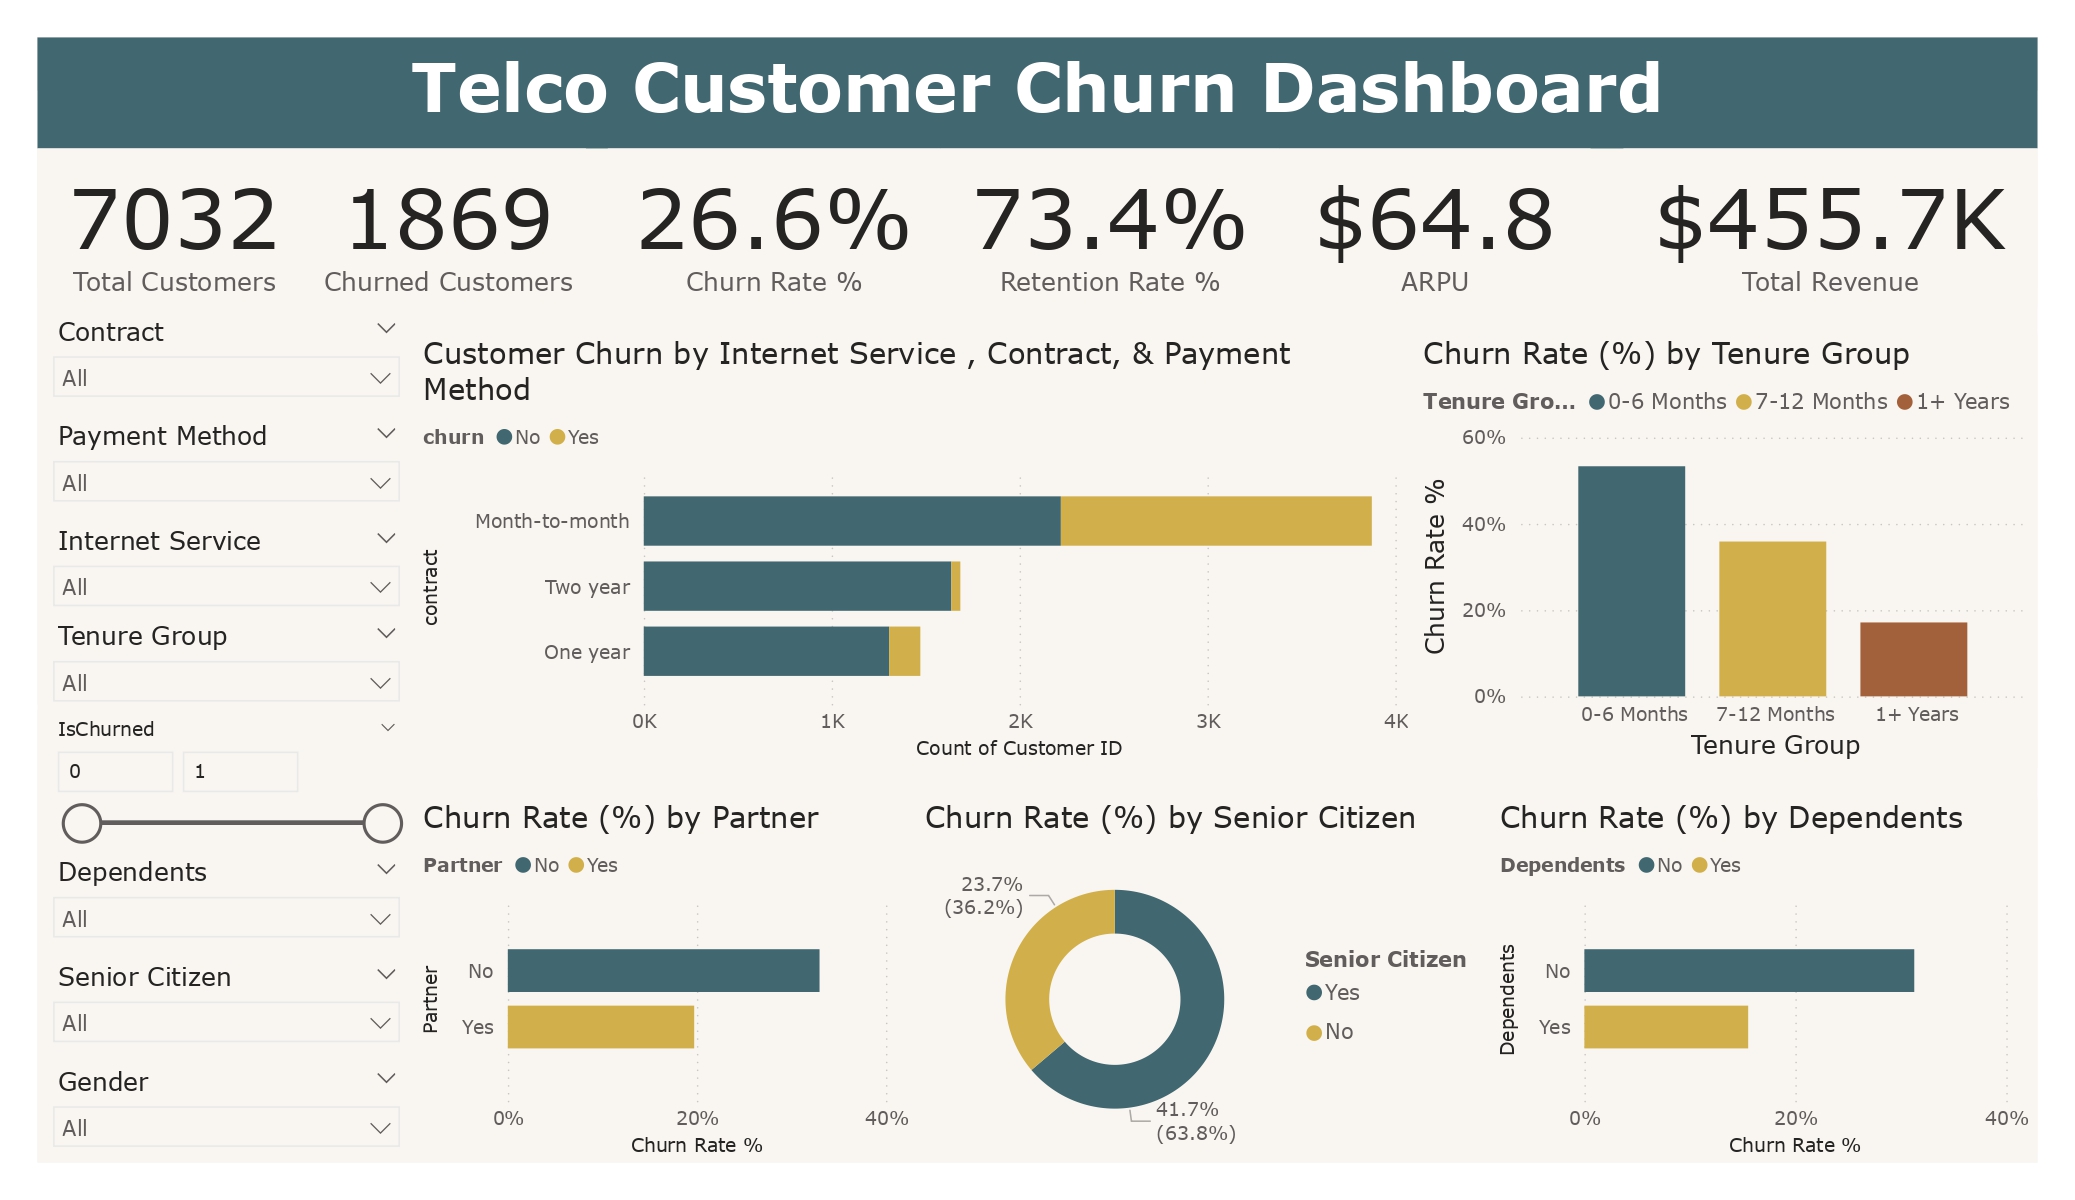 Telco Customer Churn Dashboard
7032
Total Customers
1869
Churned Customers
26.6%
Churn Rate %
73.4%
Retention Rate %
$64.8
ARPU
$455.7K
Total Revenue
Contract
All
Payment Method
All
Internet Service
All
Tenure Group
All
IsChurned
0 1
Dependents
All
Senior Citizen
All
Gender
All
Customer Churn by Internet Service , Contract, & Payment
Method
churn No Yes
contract
Month-to-month
Two year
One year
0K 1K 2K 3K 4K
Count of Customer ID
Churn Rate (%) by Tenure Group
Tenure Gro... 0-6 Months 7-12 Months 1+ Years
Churn Rate %
60%
40%
20%
0%
0-6 Months 7-12 Months 1+ Years
Tenure Group
Churn Rate (%) by Partner
Partner No Yes
Partner
No
Yes
0% 20% 40%
Churn Rate %
Churn Rate (%) by Senior Citizen
23.7%
(36.2%)
41.7%
(63.8%)
Senior Citizen
Yes
No
Churn Rate (%) by Dependents
Dependents No Yes
Dependents
No
Yes
0% 20% 40%
Churn Rate %